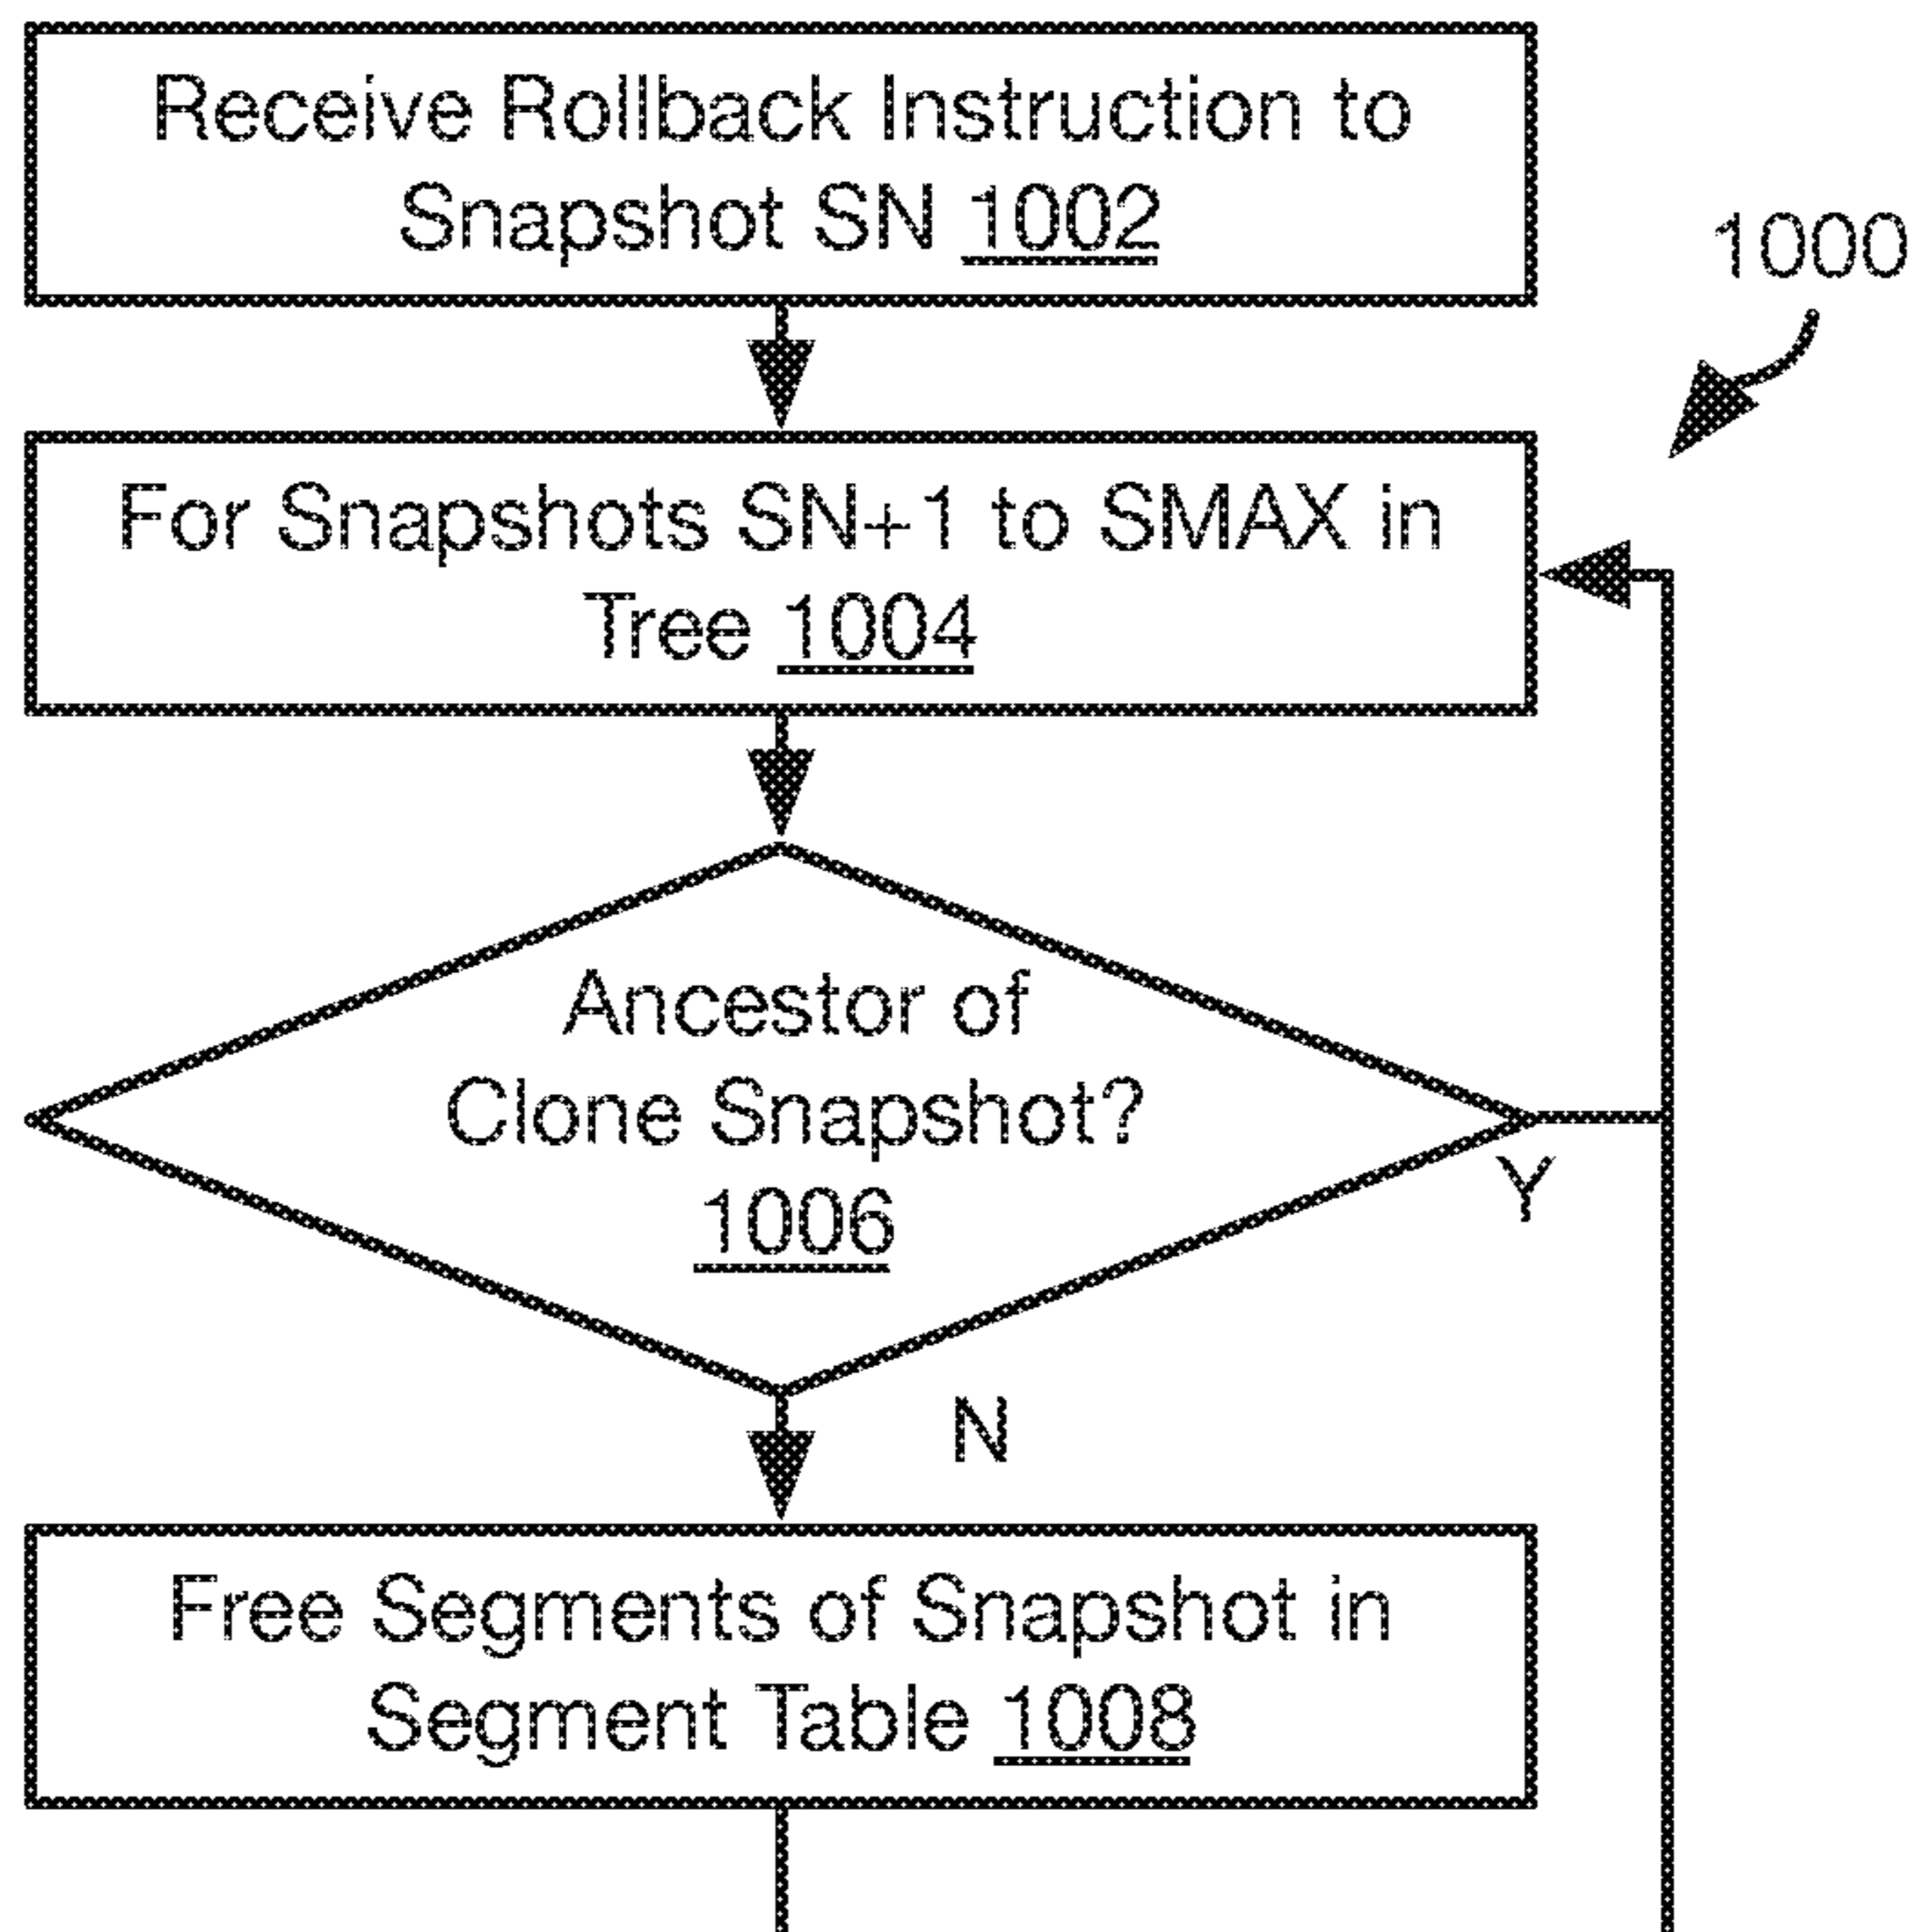 Receive Rollback Instruction to
Snapshot SN 1002
1000
For Snapshots SN+1 to SMAX in
Tree 1004
Ancestor of
Clone Snapshot?
1006
Y
N
Free Segments of Snapshot in
Segment Table 1008